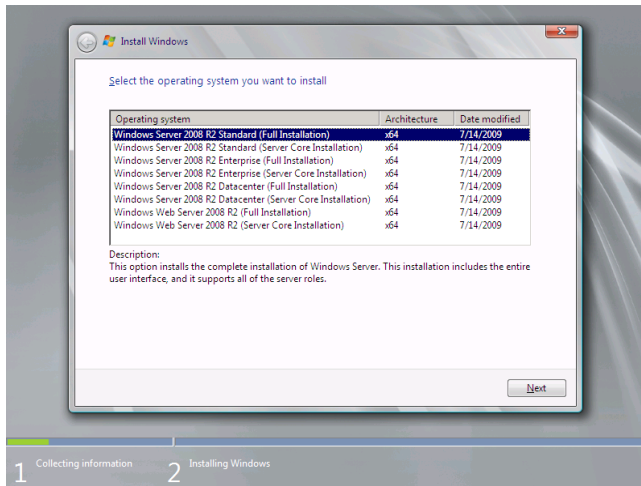 Install Windows
Select the operating system you want to install
Operating system Architecture Date modified
Windows Server 2008 R2 Standard (Full Installation) x64 7/14/2009
Windows Server 2008 R2 Standard (Server Core Installation) x64 7/14/2009
Windows Server 2008 R2 Enterprise (Full Installation) x64 7/14/2009
Windows Server 2008 R2 Enterprise (Server Core Installation) x64 7/14/2009
Windows Server 2008 R2 Datacenter (Full Installation) x64 7/14/2009
Windows Server 2008 R2 Datacenter (Server Core Installation) x64 7/14/2009
Windows Web Server 2008 R2 (Full Installation) x64 7/14/2009
Windows Web Server 2008 R2 (Server Core Installation) x64 7/14/2009
Description:
This option installs the complete installation of Windows Server. This installation includes the entire
user interface, and it supports all of the server roles.
Next
1 Collecting information 2 Installing Windows